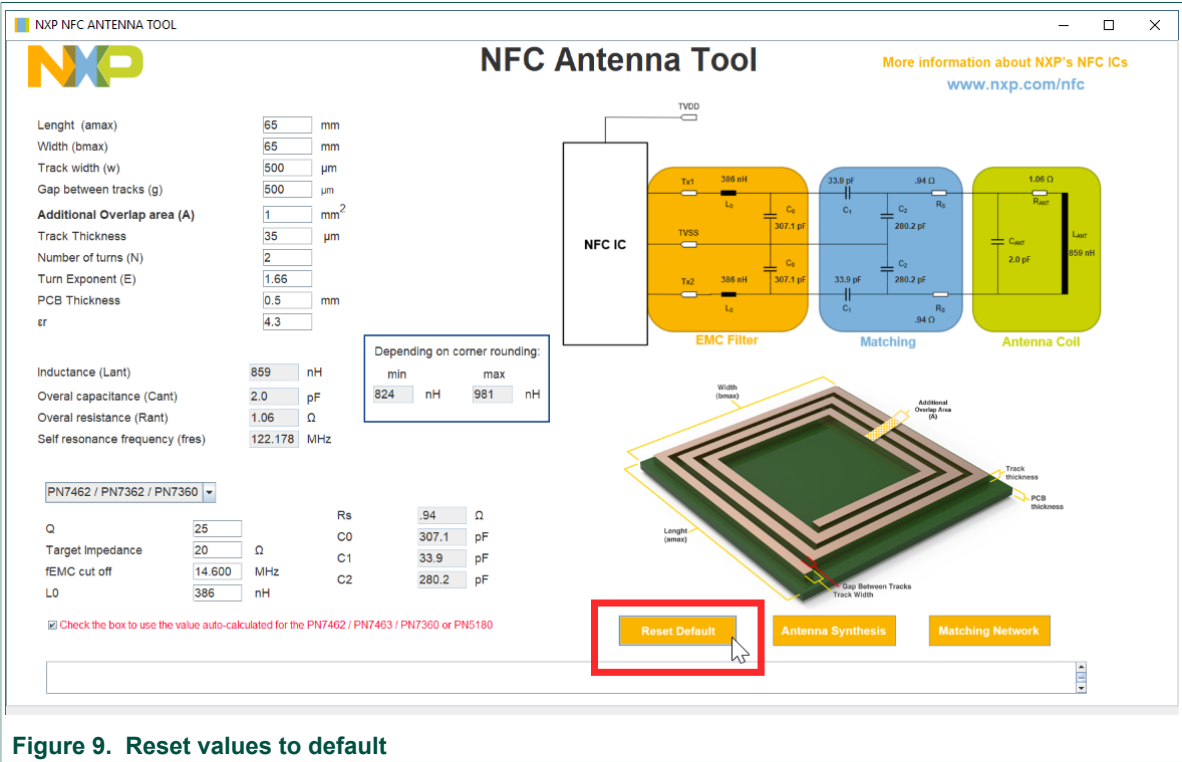 NXP NFC ANTENNA TOOL
NXP
NFC Antenna Tool
More information about NXP's NFC ICs
www.nxp.com/nfc
Lenght (amax) 65 mm
Width (bmax) 65 mm
Track width (w) 500 µm
Gap between tracks (g) 500 µm
Additional Overlap area (A) 1 mm2
Track Thickness 35 µm
Number of turns (N) 2
Turn Exponent (E) 1.66
PCB Thickness 0.5 mm
εr 4.3
Inductance (Lant) 859 nH
Overal capacitance (Cant) 2.0 pF
Overal resistance (Rant) 1.06 Ω
Self resonance frequency (fres) 122.178 MHz
Depending on corner rounding:
min max
824 nH 981 nH
TVDD
NFC IC
Tx1 386 nH 33.9 pF .94 Ω 1.06 Ω
L0 C0 C1 C2 RS RANT
307.1 pF 280.2 pF
TVSS
CANT LANT
2.0 pF 859 nH
C0 C2
Tx2 386 nH 307.1 pF 33.9 pF 280.2 pF
L0 C1 RS
.94 Ω
EMC Filter Matching Antenna Coil
Width
(bmax)
Additional
Overlap Area
(A)
Track
thickness
PCB
thickness
Lenght
(amax)
Gap Between Tracks
Track Width
PN7462 / PN7362 / PN7360
Q 25
Target Impedance 20 Ω
fEMC cut off 14.600 MHz
L0 386 nH
Rs .94 Ω
C0 307.1 pF
C1 33.9 pF
C2 280.2 pF
Check the box to use the value auto-calculated for the PN7462 / PN7463 / PN7360 or PN5180
Reset Default
Antenna Synthesis
Matching Network
Figure 9. Reset values to default